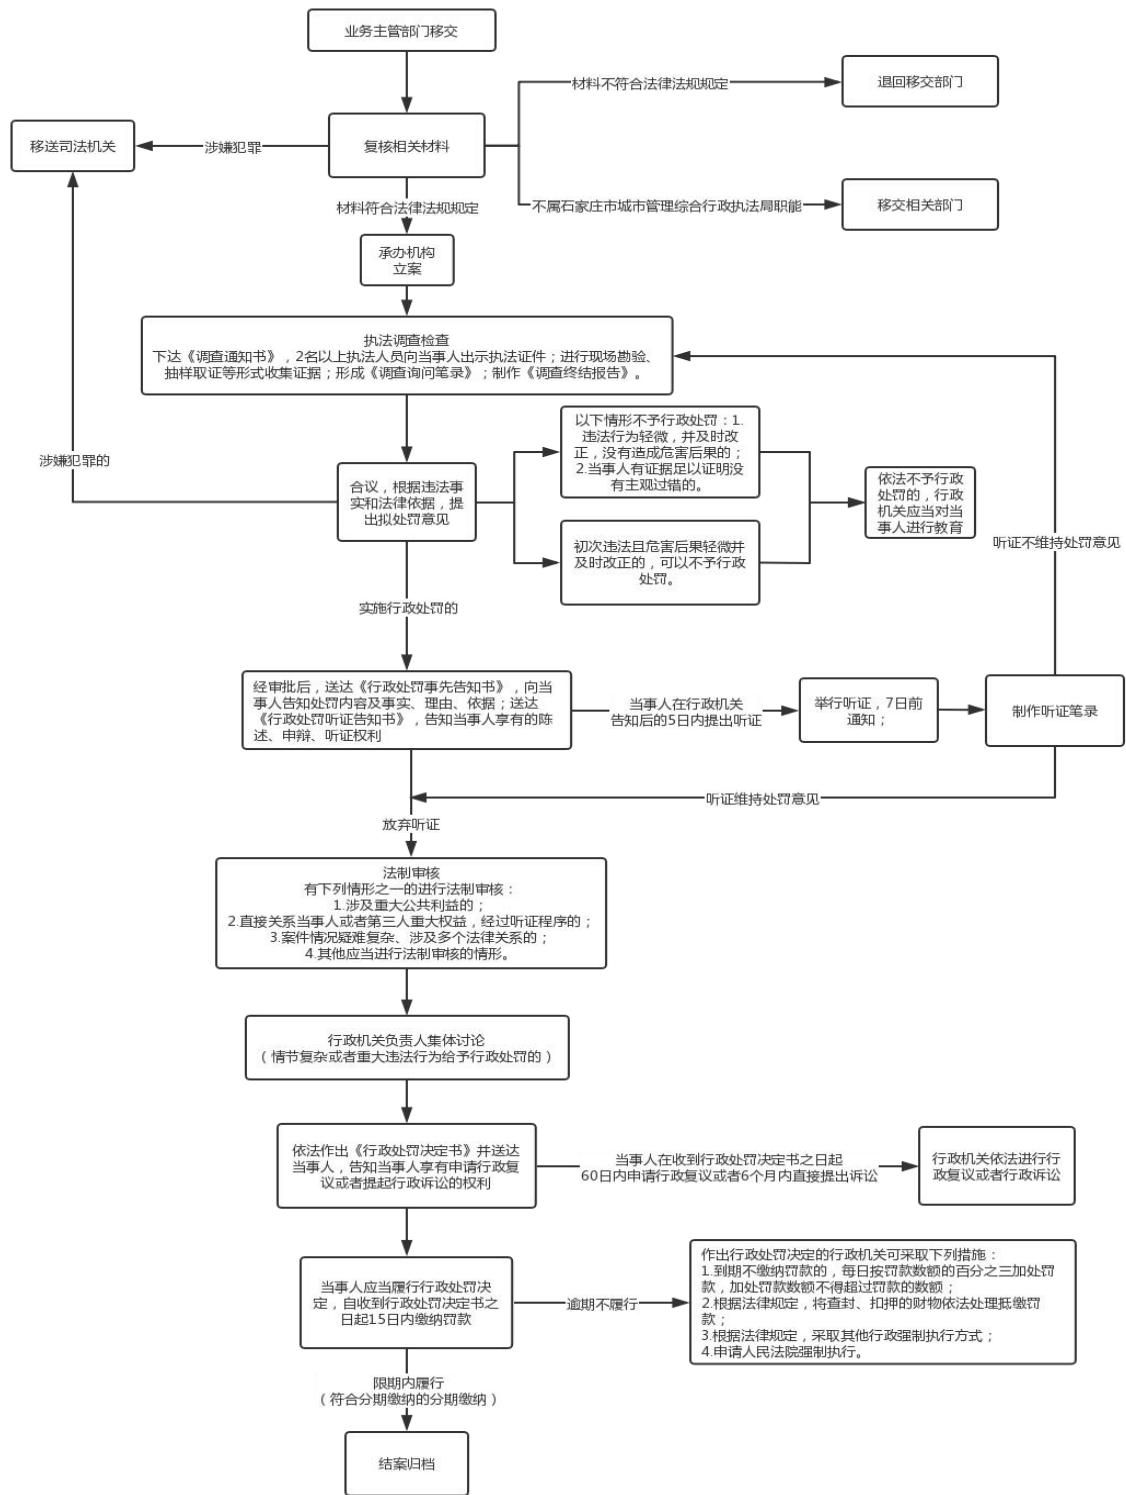 业务主管部门移交
材料不符合法律法规规定
退回移交部门
移送司法机关
涉嫌犯罪
复核相关材料
不属石家庄市城市管理综合行政执法局职能
移交相关部门
材料符合法律法规规定
承办机构
立案
执法调查检查
下达《调查通知书》，2名以上执法人员向当事人出示执法证件；进行现场勘验、
抽样取证等形式收集证据；形成《调查询问笔录》；制作《调查终结报告》。
涉嫌犯罪的
合议，根据违法事
实和法律依据，提
出拟处罚意见
以下情形不予行政处罚：1.
违法行为轻微，并及时改
正，没有造成危害后果的；
2.当事人有证据足以证明没
有主观过错的。
初次违法且危害后果轻微并
及时改正的，可以不予行政
处罚。
依法不予行政
处罚的，行政
机关应当对当
事人进行教育
听证不维持处罚意见
实施行政处罚的
经审批后，送达《行政处罚事先告知书》，向当
事人告知处罚内容及事实、理由、依据；送达
《行政处罚听证告知书》，告知当事人享有的陈
述、申辩、听证权利
当事人在行政机关
告知后的5日内提出听证
举行听证，7日前
通知；
制作听证笔录
听证维持处罚意见
放弃听证
法制审核
有下列情形之一的进行法制审核：
1.涉及重大公共利益的；
2.直接关系当事人或者第三人重大权益，经过听证程序的；
3.案件情况疑难复杂、涉及多个法律关系的；
4.其他应当进行法制审核的情形。
行政机关负责人集体讨论
（情节复杂或者重大违法行为给予行政处罚的）
依法作出《行政处罚决定书》并送达
当事人，告知当事人享有申请行政复
议或者提起行政诉讼的权利
当事人在收到行政处罚决定书之日起
60日内申请行政复议或者6个月内直接提出诉讼
行政机关依法进行行
政复议或者行政诉讼
当事人应当履行行政处罚决
定，自收到行政处罚决定书之
日起15日内缴纳罚款
逾期不履行
作出行政处罚决定的行政机关可采取下列措施：
1.到期不缴纳罚款的，每日按罚款数额的百分之三加处罚
款，加处罚款数额不得超过罚款的数额；
2.根据法律规定，将查封、扣押的财物依法处理抵缴罚
款；
3.根据法律规定，采取其他行政强制执行方式；
4.申请人民法院强制执行。
限期内履行
（符合分期缴纳的分期缴纳）
结案归档